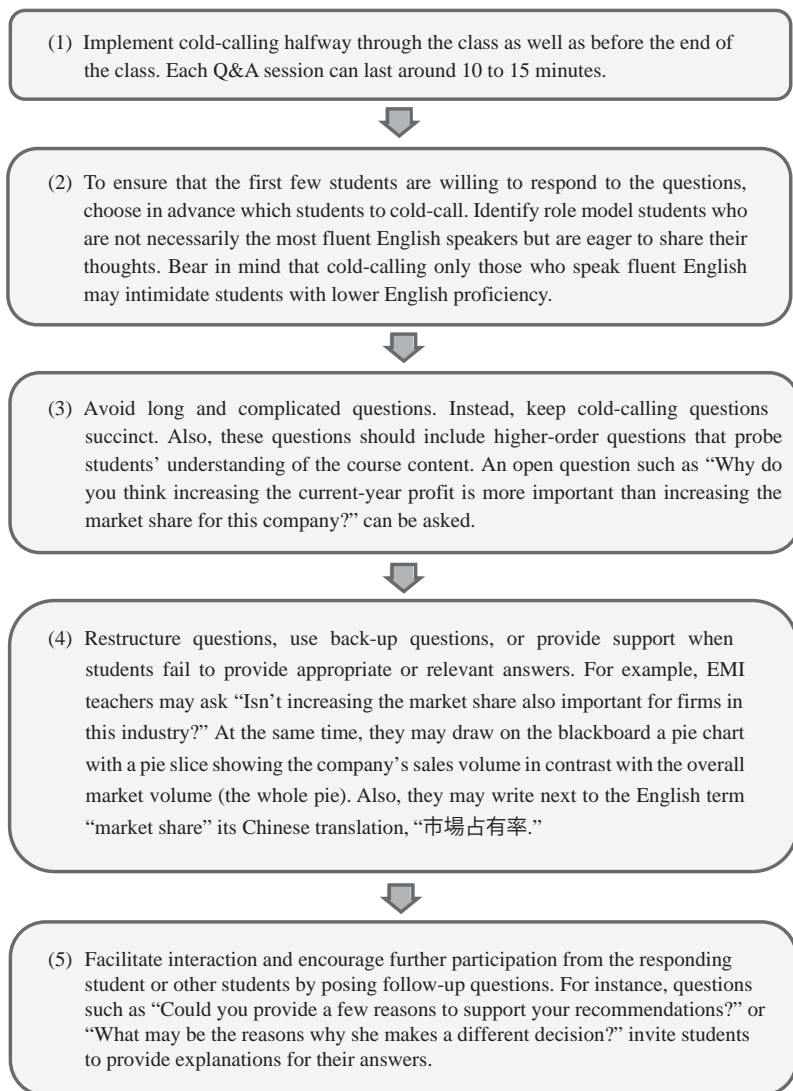 (1) Implement cold-calling halfway through the class as well as before the end of
the class. Each Q&A session can last around 10 to 15 minutes.
(2) To ensure that the first few students are willing to respond to the questions,
choose in advance which students to cold-call. Identify role model students who
are not necessarily the most fluent English speakers but are eager to share their
thoughts. Bear in mind that cold-calling only those who speak fluent English
may intimidate students with lower English proficiency.
(3) Avoid long and complicated questions. Instead, keep cold-calling questions
succinct. Also, these questions should include higher-order questions that probe
students’ understanding of the course content. An open question such as “Why do
you think increasing the current-year profit is more important than increasing the
market share for this company?” can be asked.
(4) Restructure questions, use back-up questions, or provide support when
students fail to provide appropriate or relevant answers. For example, EMI
teachers may ask “Isn’t increasing the market share also important for firms in
this industry?” At the same time, they may draw on the blackboard a pie chart
with a pie slice showing the company’s sales volume in contrast with the overall
market volume (the whole pie). Also, they may write next to the English term
“market share” its Chinese translation, “市場占有率.”
(5) Facilitate interaction and encourage further participation from the responding
student or other students by posing follow-up questions. For instance, questions
such as “Could you provide a few reasons to support your recommendations?” or
“What may be the reasons why she makes a different decision?” invite students
to provide explanations for their answers.